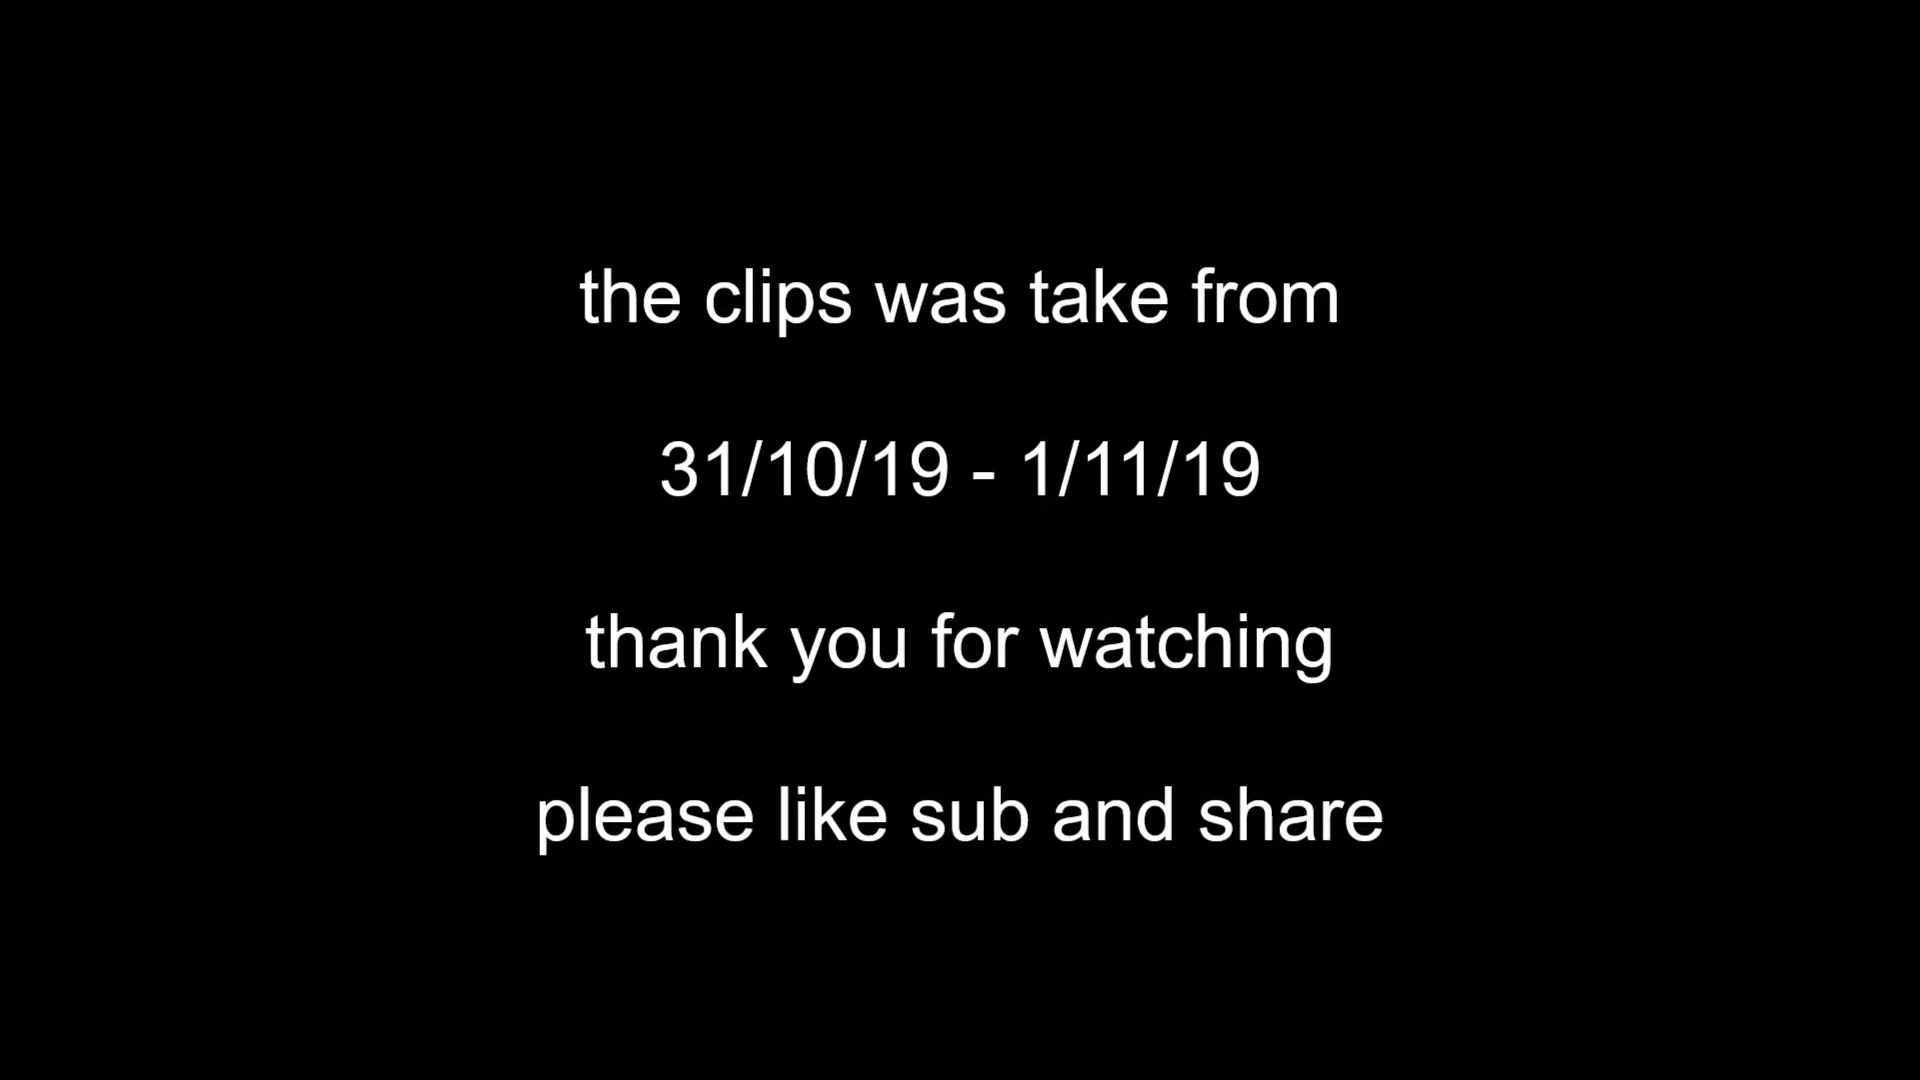 the clips was take from
31/10/19 - 1/11/19
thank you for watching
please like sub and share